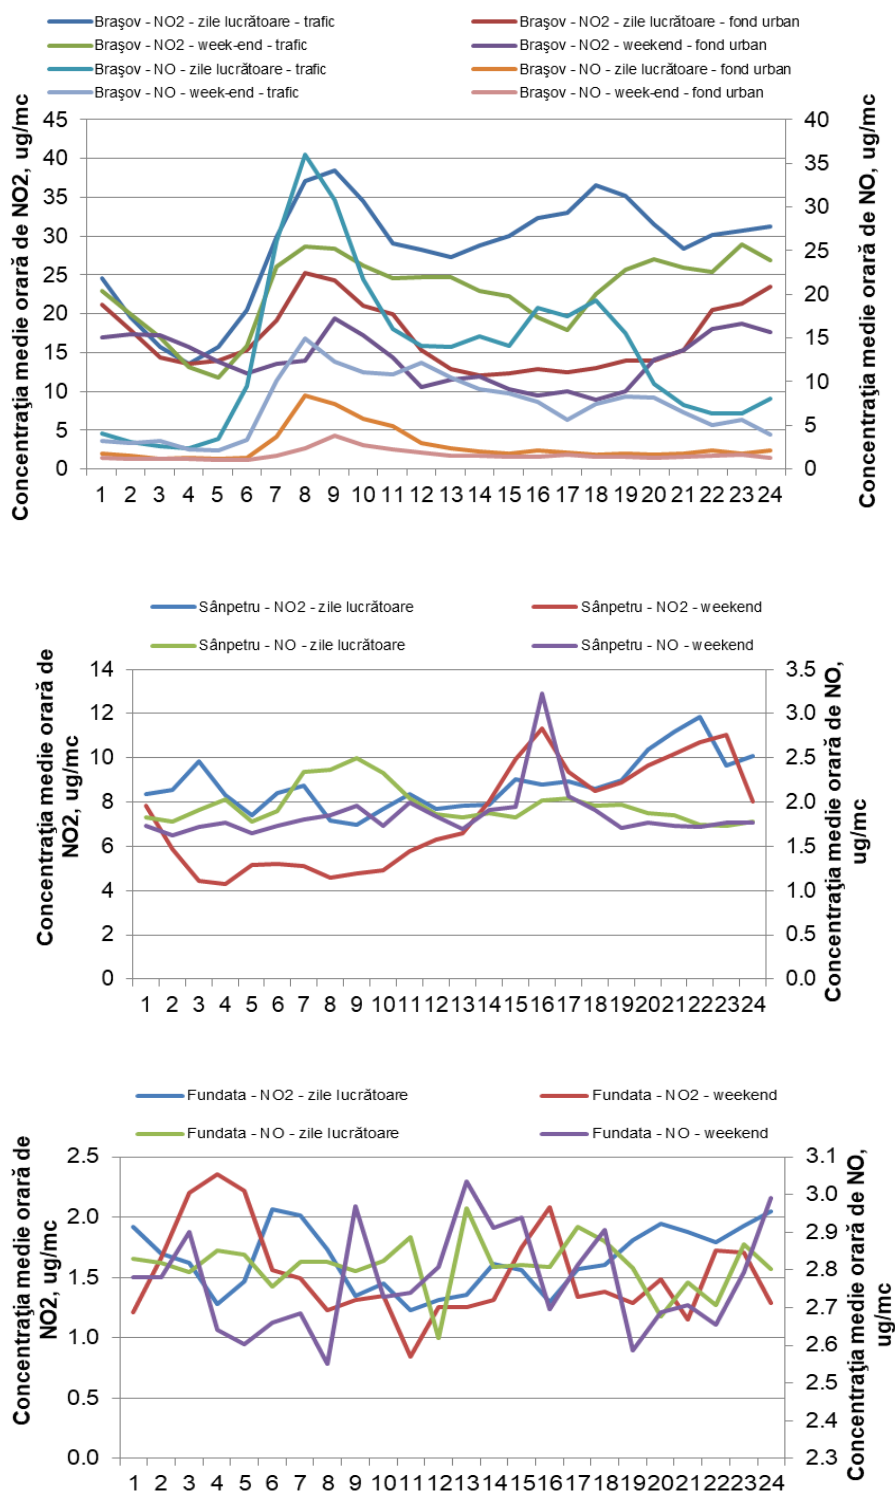 Braşov - NO2 - zile lucrătoare - trafic
Braşov - NO2 - zile lucrătoare - fond urban
Braşov - NO2 - week-end - trafic
Braşov - NO2 - weekend - fond urban
Braşov - NO - zile lucrătoare - trafic
Braşov - NO - zile lucrătoare - fond urban
Braşov - NO - week-end - trafic
Braşov - NO - week-end - fond urban
Concentraţia medie orară de NO2, ug/mc
45
40
35
30
25
20
15
10
5
0
40
35
30
25
20
15
10
5
0
Concentraţia medie orară de NO, ug/mc
1 2 3 4 5 6 7 8 9 10 11 12 13 14 15 16 17 18 19 20 21 22 23 24
Sânpetru - NO2 - zile lucrătoare
Sânpetru - NO2 - weekend
Sânpetru - NO - zile lucrătoare
Sânpetru - NO - weekend
Concentraţia medie orară de
NO2, ug/mc
14
12
10
8
6
4
2
0
3.5
3.0
2.5
2.0
1.5
1.0
0.5
0.0
Concentraţia medie orară de NO,
ug/mc
1 2 3 4 5 6 7 8 9 10 11 12 13 14 15 16 17 18 19 20 21 22 23 24
Fundata - NO2 - zile lucrătoare
Fundata - NO2 - weekend
Fundata - NO - zile lucrătoare
Fundata - NO - weekend
Concentraţia medie orară de
NO2, ug/mc
2.5
2.0
1.5
1.0
0.5
0.0
3.1
3.0
2.9
2.8
2.7
2.6
2.5
2.4
2.3
Concentraţia medie orară de NO,
ug/mc
1 2 3 4 5 6 7 8 9 10 11 12 13 14 15 16 17 18 19 20 21 22 23 24